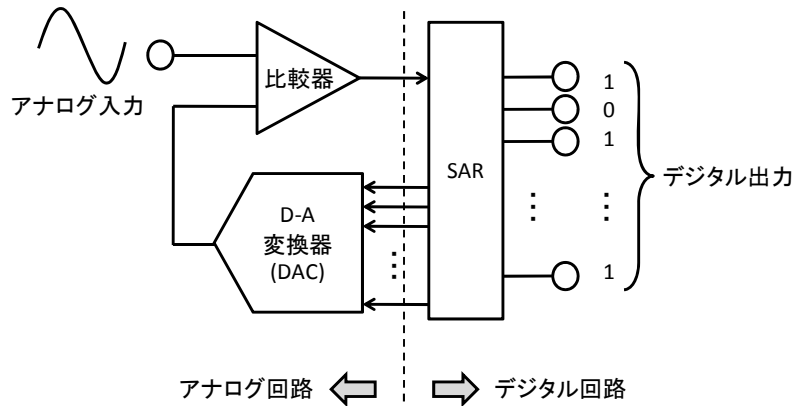 アナログ入力
比較器
SAR
D-A
変換器
(DAC)
1
0
1
⋮ ⋮ ⋮
1
デジタル出力
アナログ回路
デジタル回路